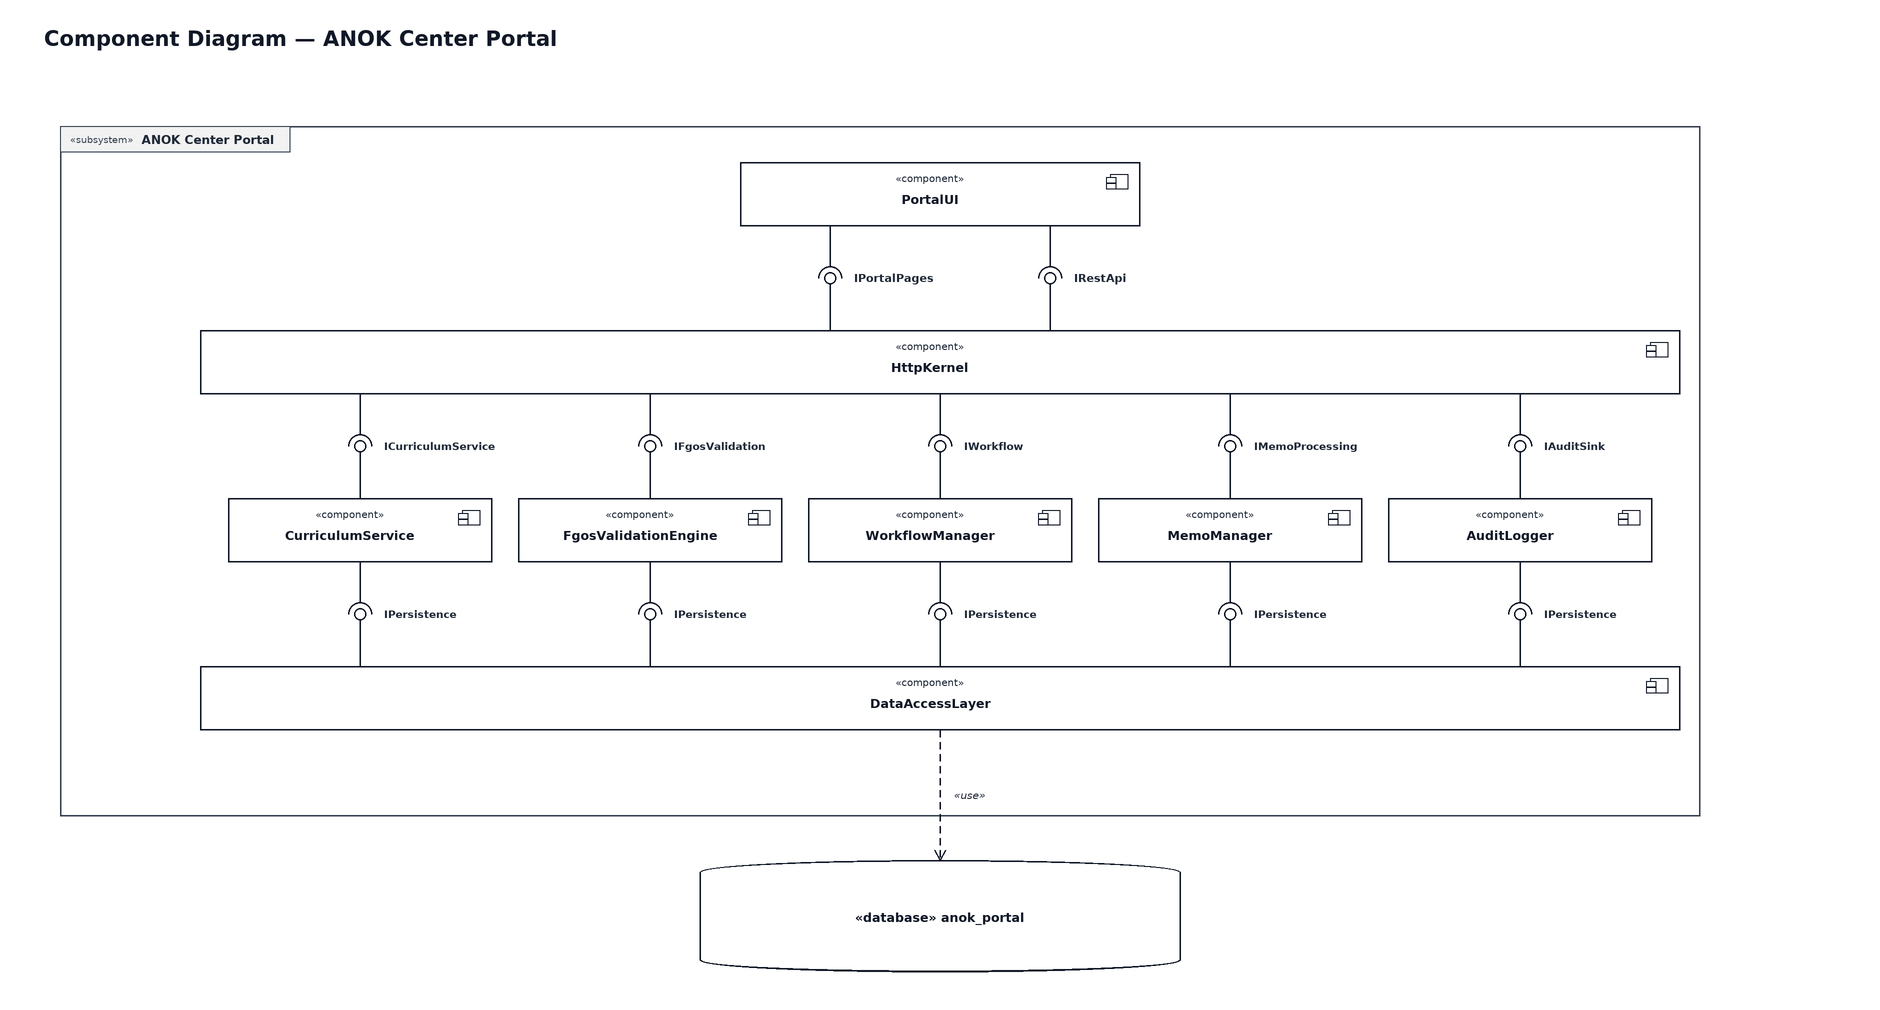 Component Diagram — ANOK Center Portal
«subsystem» ANOK Center Portal
«component»
PortalUI
IPortalPages
IRestApi
«component»
HttpKernel
ICurriculumService
IFgosValidation
IWorkflow
IMemoProcessing
IAuditSink
«component»
CurriculumService
«component»
FgosValidationEngine
«component»
WorkflowManager
«component»
MemoManager
«component»
AuditLogger
IPersistence
IPersistence
IPersistence
IPersistence
IPersistence
«component»
DataAccessLayer
«use»
«database» anok_portal